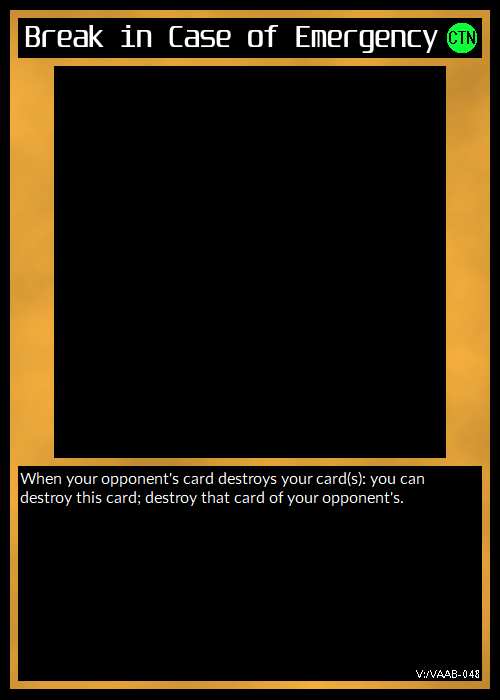 Break in Case of Emergency CTN
When your opponent's card destroys your card(s): you can
destroy this card; destroy that card of your opponent's.
V:/VAAB-048